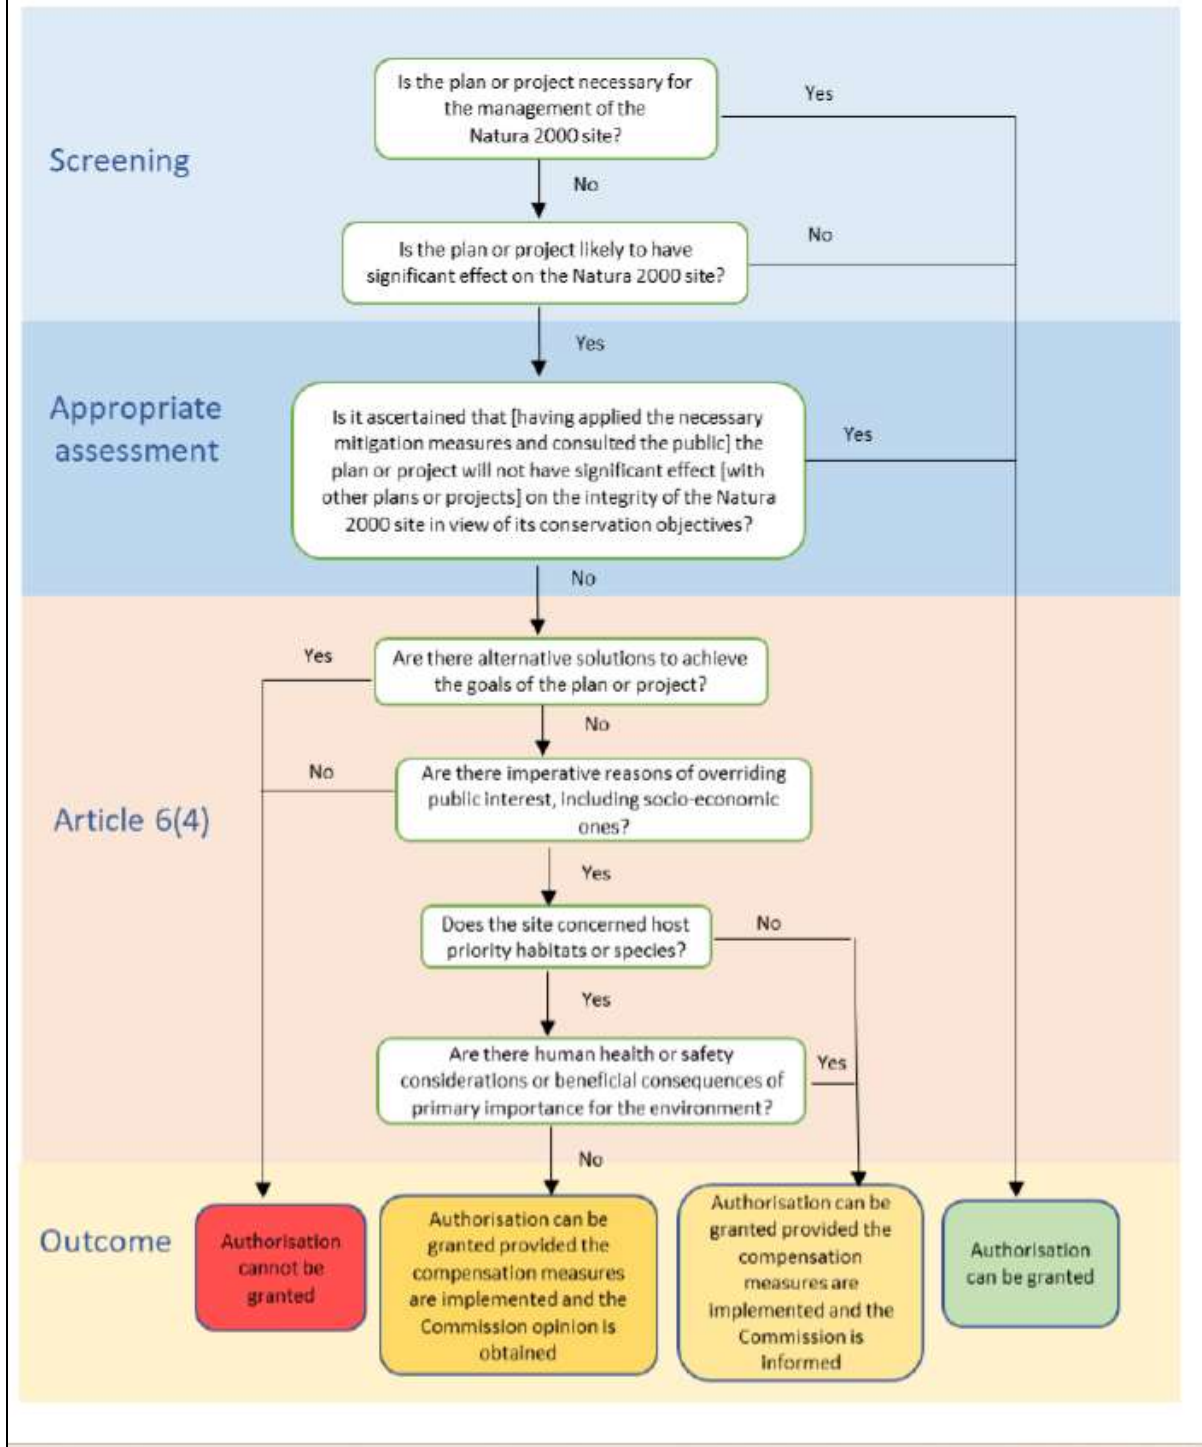 Is the plan or project necessary for
the management of the
Natura 2000 site?
Yes
Screening
No
Is the plan or project likely to have
significant effect on the Natura 2000 site?
No
Yes
Appropriate
assessment
Is it ascertained that [having applied the necessary
mitigation measures and consulted the public] the
plan or project will not have significant effect [with
other plans or projects] on the integrity of the Natura
2000 site in view of its conservation objectives?
Yes
No
Yes
Are there alternative solutions to achieve
the goals of the plan or project?
No
No
Are there imperative reasons of overriding
public interest, including socio-economic
ones?
Article 6(4)
Yes
Does the site concerned host
priority habitats or species?
No
Yes
Are there human health or safety
considerations or beneficial consequences of
primary importance for the environment?
Yes
No
Outcome
Authorisation
cannot be
granted
Authorisation can be
granted provided the
compensation measures
are implemented and the
Commission opinion is
obtained
Authorisation can be
granted provided the
compensation
measures are
implemented and the
Commission is
informed
Authorisation
can be granted